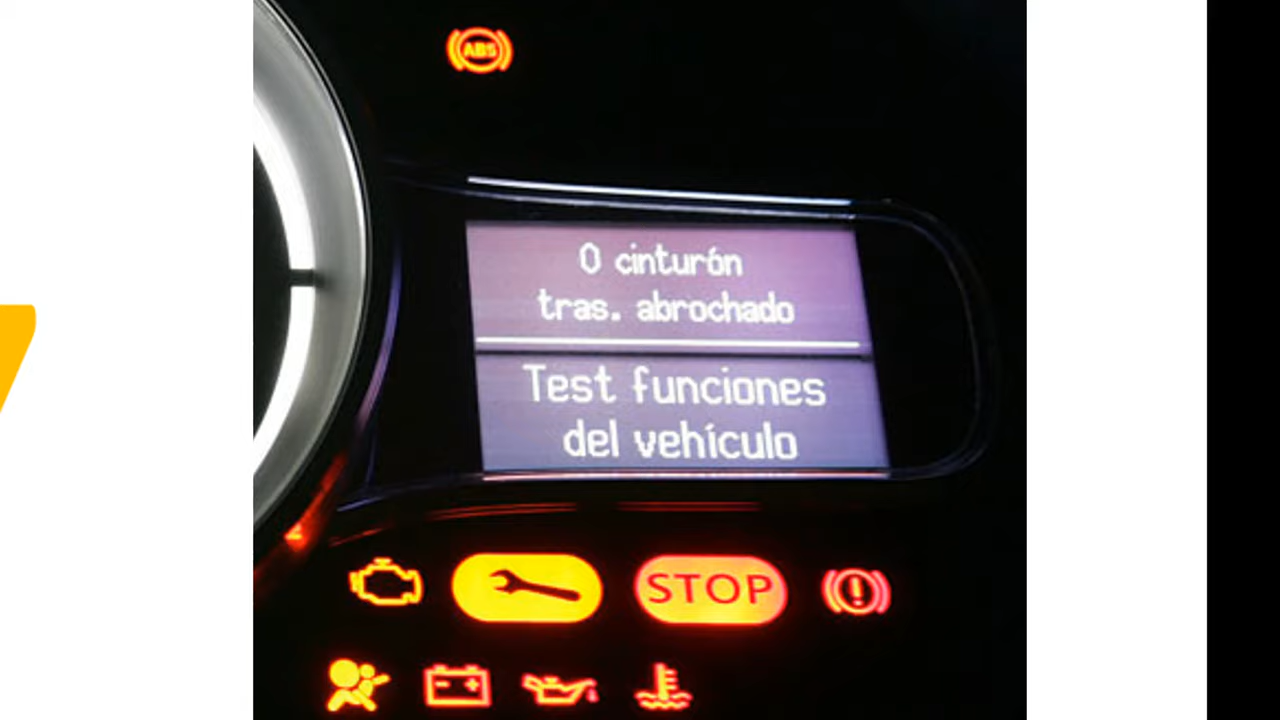 ABS
0 cinturón
tras. abrochado
Test funciones
del vehículo
STOP